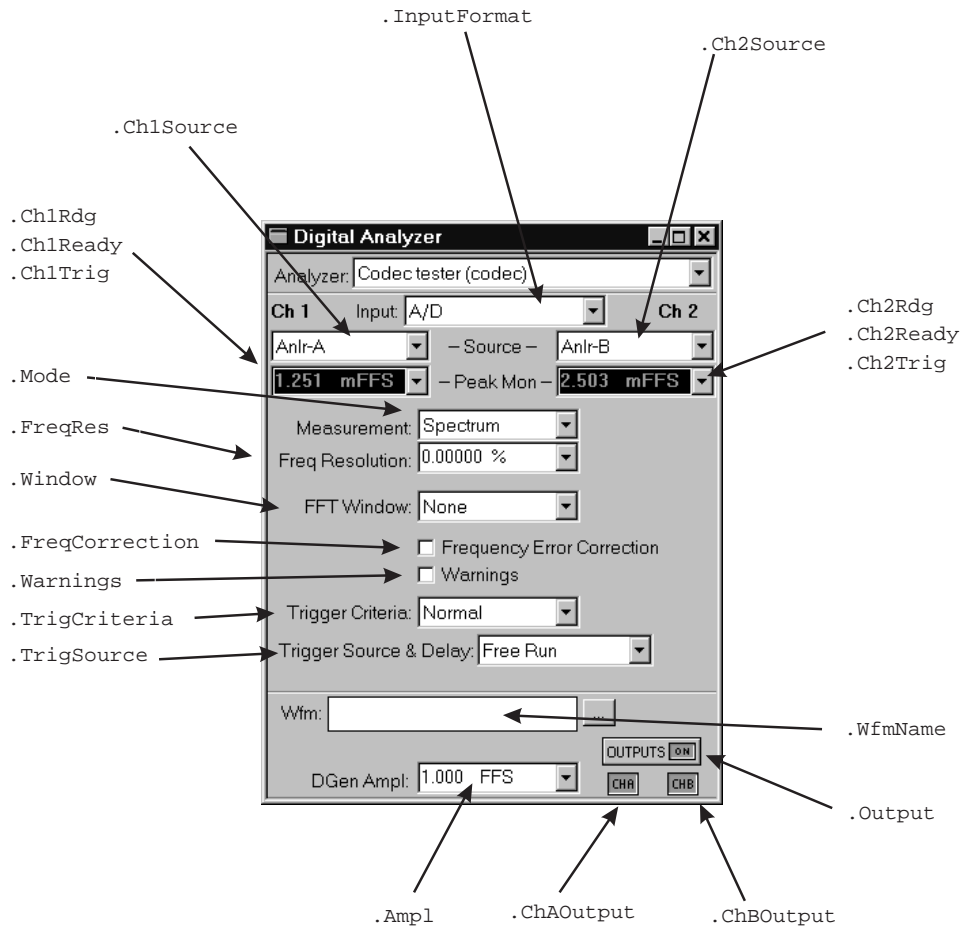 .InputFormat
.Ch2Source
.Ch1Source
.Ch1Rdg
.Ch1Ready
.Ch1Trig
Digital Analyzer
Analyzer: Codec tester (codec)
Ch 1 Input: A/D Ch 2
Anlr-A – Source – Anlr-B
1.251 mFFS – Peak Mon – 2.503 mFFS
.Ch2Rdg
.Ch2Ready
.Ch2Trig
.Mode
Measurement: Spectrum
.FreqRes
Freq Resolution: 0.00000 %
.Window
FFT Window: None
.FreqCorrection
Frequency Error Correction
.Warnings
Warnings
.TrigCriteria
Trigger Criteria: Normal
.TrigSource
Trigger Source & Delay: Free Run
Wfm: ...
.WfmName
OUTPUTS ON
DGen Ampl: 1.000 FFS CHA CHB
.Output
.Ampl
.ChAOutput
.ChBOutput